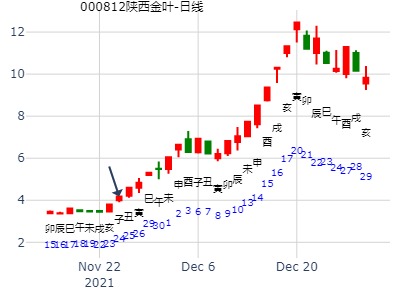 000812陕西金叶-日线
12
10
8
6
4
2
卯 辰 巳 午 未 戌 亥 子 丑 寅 巳 午 未 申 酉 子 丑 寅 卯 辰 未 申 酉 戌 亥 寅 卯 辰 巳 午 酉 戌 亥
15 16 17 18 19 22 23 24 25 26 29 30 1 2 3 6 7 8 9 10 13 14 15 16 17 20 21 22 23 24 27 28 29
Nov 22 Dec 6 Dec 20
2021